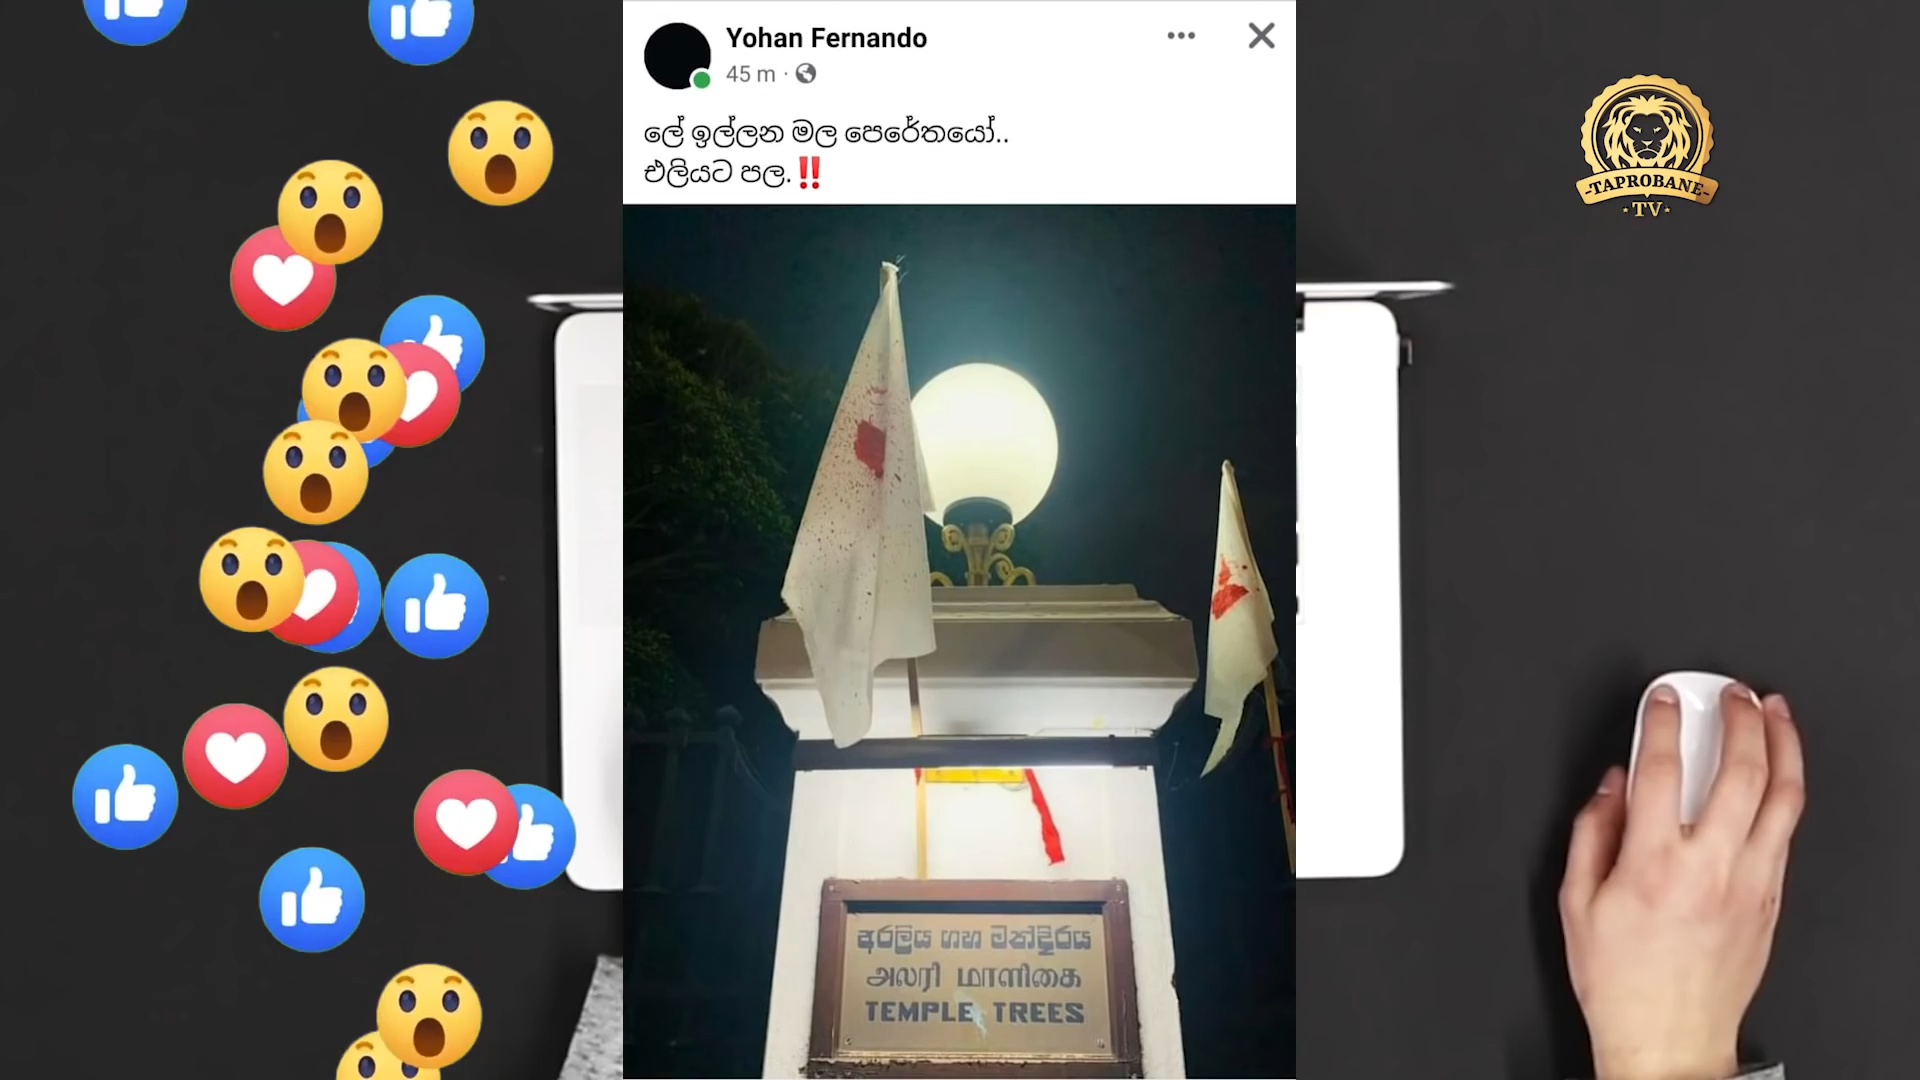 Yohan Fernando
45 m ·
ලේ ඉල්ලන මල පෙරේතයෝ..
එලියට පල.‼️
-TAPROBANE-
TV
අරලිය ගහ මන්දිරය
அலரி மாளிகை
TEMPLE TREES